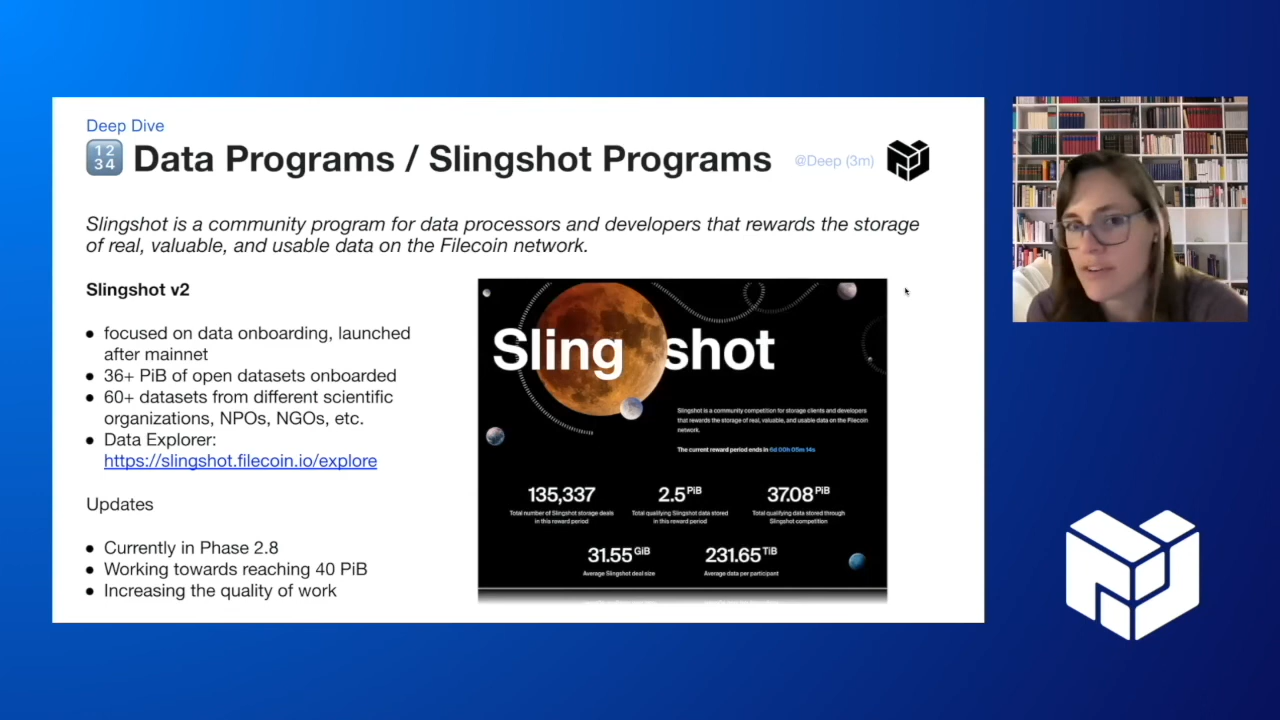 Deep Dive
12
34
Data Programs / Slingshot Programs
@Deep (3m)
Slingshot is a community program for data processors and developers that rewards the storage
of real, valuable, and usable data on the Filecoin network.
Slingshot v2
● focused on data onboarding, launched
after mainnet
● 36+ PiB of open datasets onboarded
● 60+ datasets from different scientific
organizations, NPOs, NGOs, etc.
● Data Explorer:
https://slingshot.filecoin.io/explore
Updates
● Currently in Phase 2.8
● Working towards reaching 40 PiB
● Increasing the quality of work
Sling shot
Slingshot is a community competition for storage clients and developers
that rewards the storage of real, valuable, and usable data on the Filecoin
network.
The current reward period ends in 6d 00h 05m 14s
135,337
Total number of Slingshot storage deals
in this reward period
2.5 PiB
Total qualifying Slingshot data stored
in this reward period
37.08 PiB
Total qualifying data stored through
Slingshot competition
31.55 GiB
Average Slingshot deal size
231.65 TiB
Average data per participant